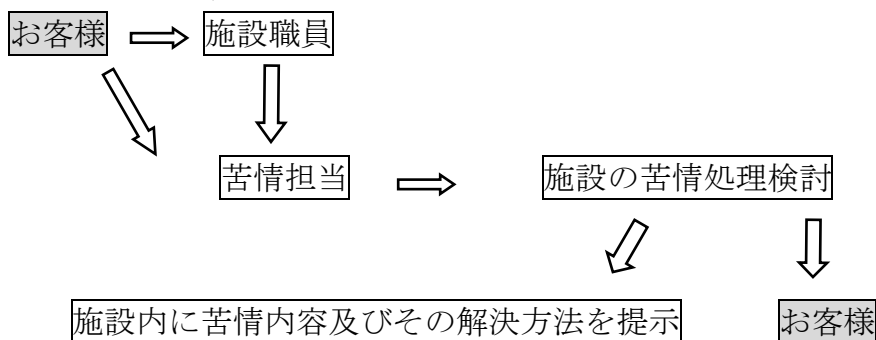 お客様 施設職員
苦情担当 施設の苦情処理検討
施設内に苦情内容及びその解決方法を提示 お客様